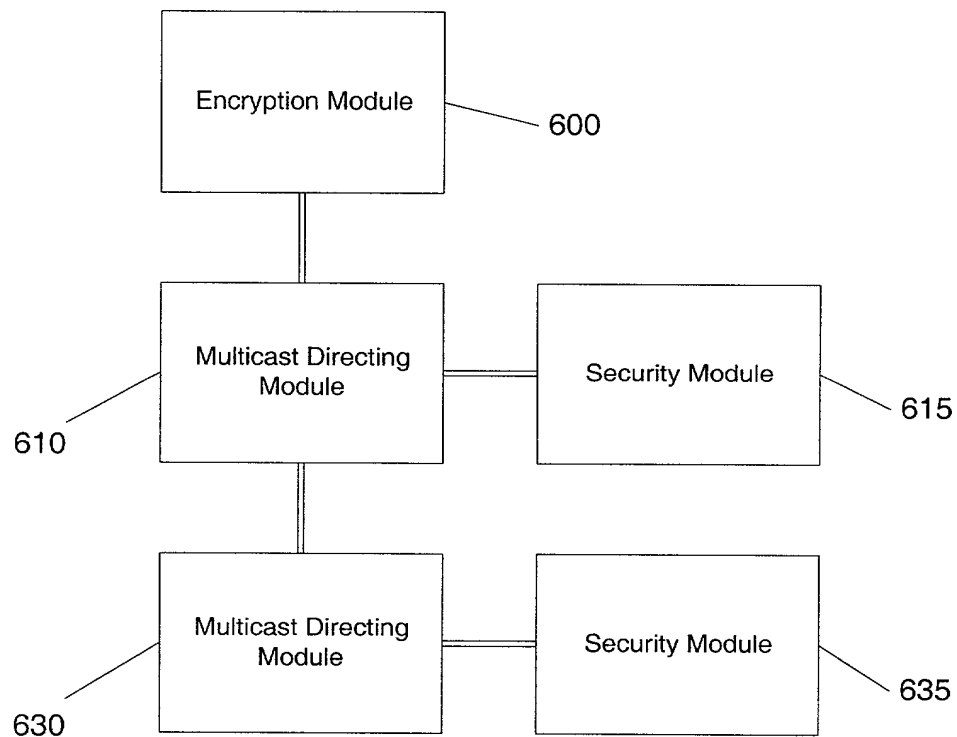 Encryption Module
600
Multicast Directing
Module
Security Module
610
615
Multicast Directing
Module
Security Module
630
635